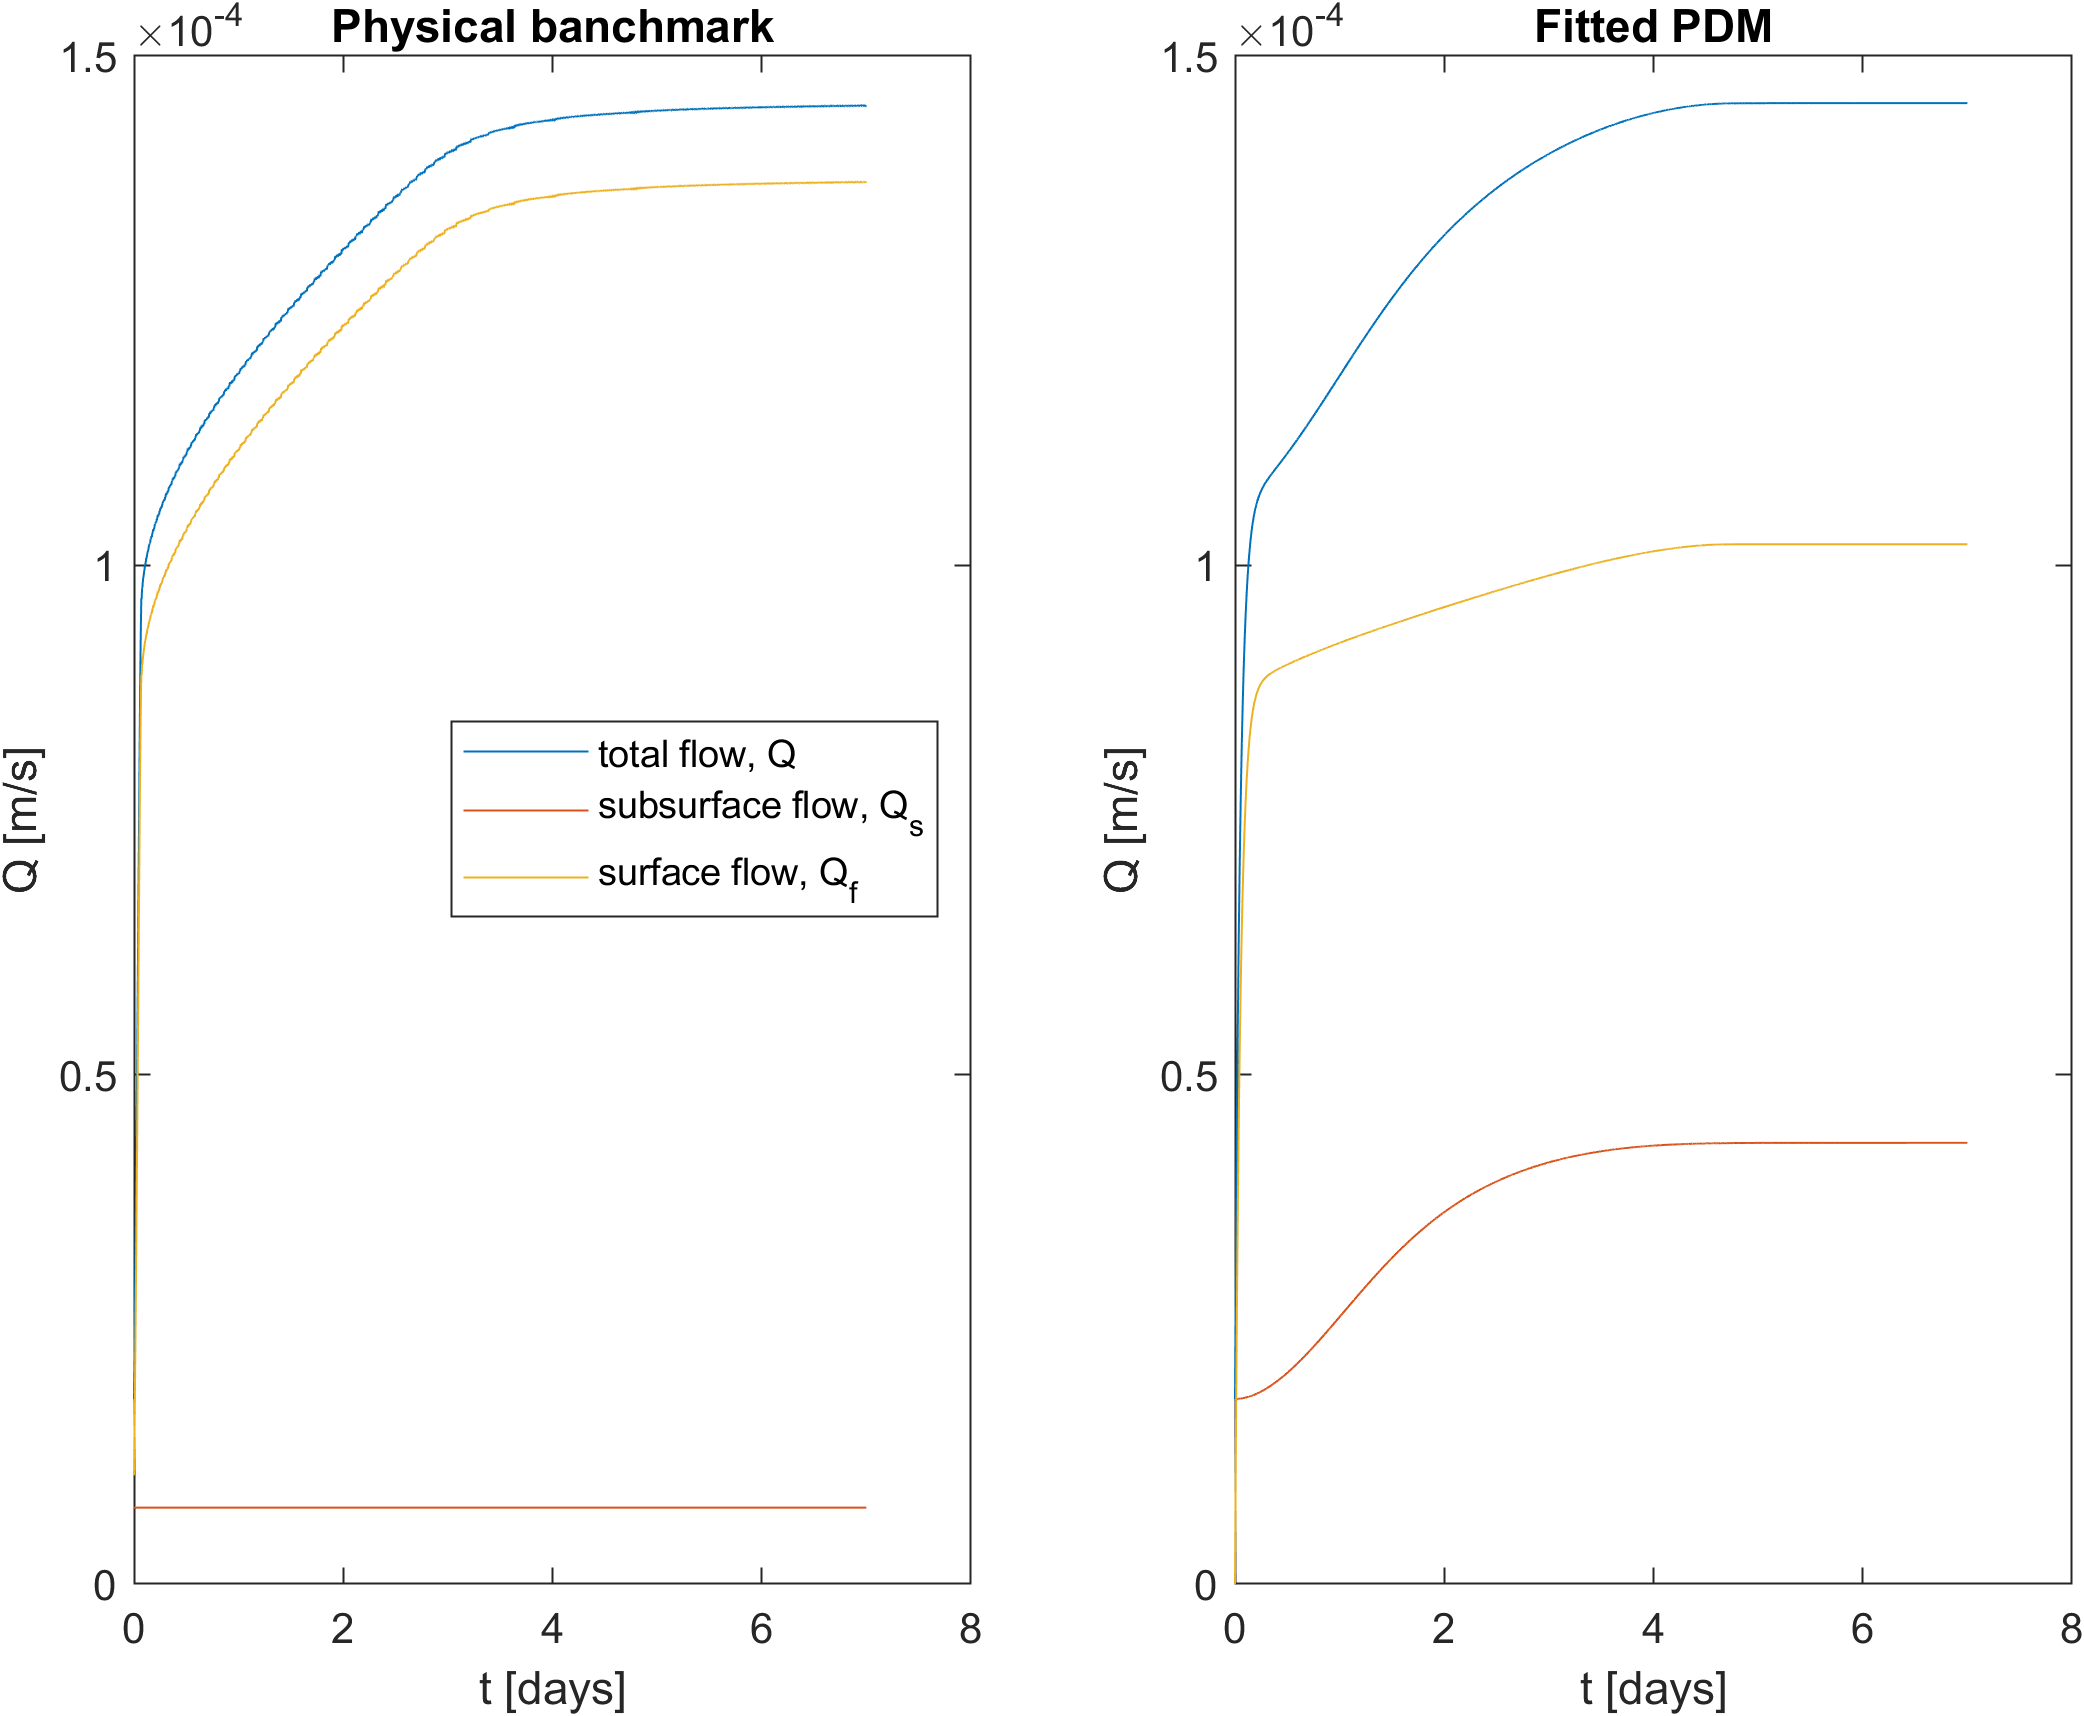 Physical banchmark
×10-4
1.5
1
0.5
0
Q [m/s]
total flow, Q
subsurface flow, Qs
surface flow, Qf
0 2 4 6 8
t [days]
Fitted PDM
×10-4
1.5
1
0.5
0
Q [m/s]
0 2 4 6 8
t [days]